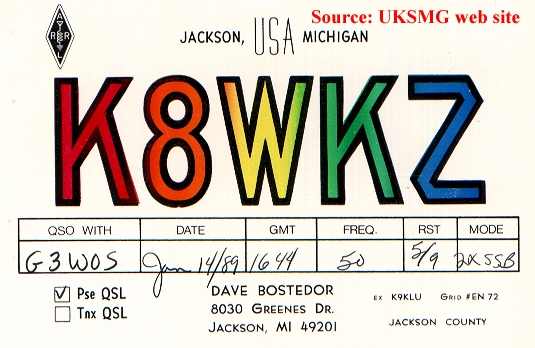 Source: UKSMG web site
ARRL
JACKSON, USA MICHIGAN
K8WKZ
QSO WITH DATE GMT FREQ. RST MODE
G3WOS Jan 14/89 1644 50 5/9 2X SSB
Pse QSL
Tnx QSL
DAVE BOSTEDOR
8030 GREENES DR.
JACKSON, MI 49201
EX K9KLU GRID #EN 72
JACKSON COUNTY